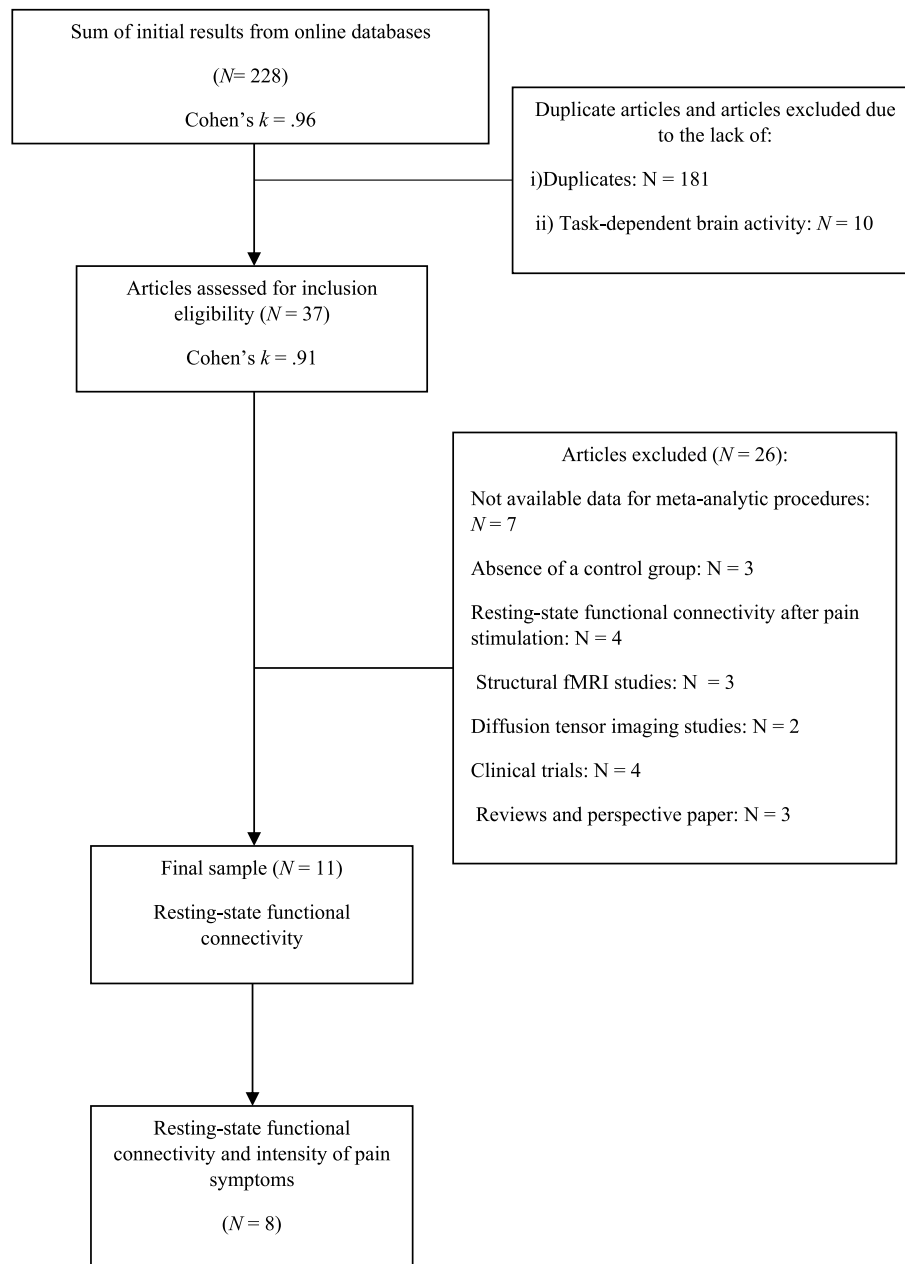 Sum of initial results from online databases
(N= 228)
Cohen's k = .96
Duplicate articles and articles excluded due
to the lack of:
i)Duplicates: N = 181
ii) Task-dependent brain activity: N = 10
Articles assessed for inclusion
eligibility (N = 37)
Cohen's k = .91
Articles excluded (N = 26):
Not available data for meta-analytic procedures:
N = 7
Absence of a control group: N = 3
Resting-state functional connectivity after pain
stimulation: N = 4
Structural fMRI studies: N  = 3
Diffusion tensor imaging studies: N = 2
Clinical trials: N = 4
Reviews and perspective paper: N = 3
Final sample (N = 11)
Resting-state functional
connectivity
Resting-state functional
connectivity and intensity of pain
symptoms
(N = 8)